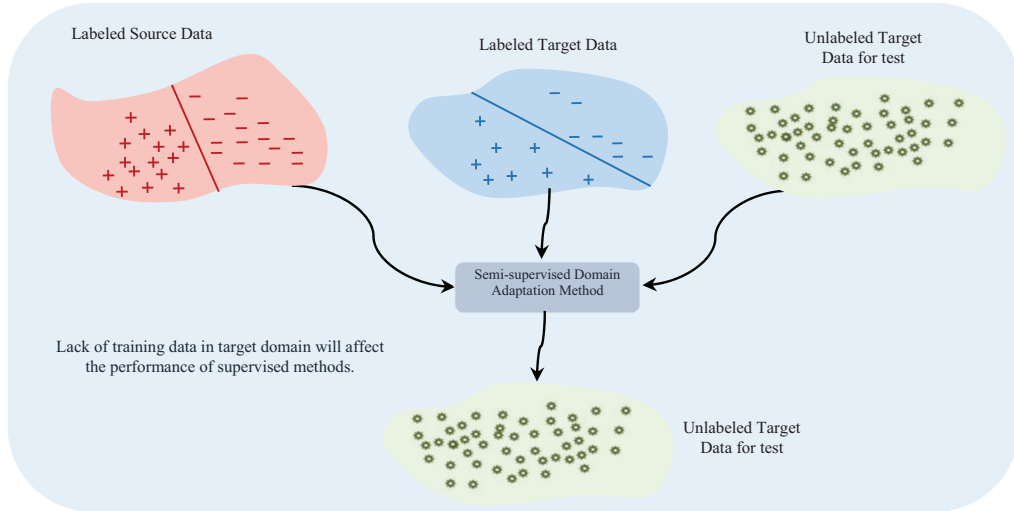 Labeled Source Data
Labeled Target Data
Unlabeled Target
Data for test
Semi-supervised Domain
Adaptation Method
Lack of training data in target domain will affect
the performance of supervised methods.
Unlabeled Target
Data for test